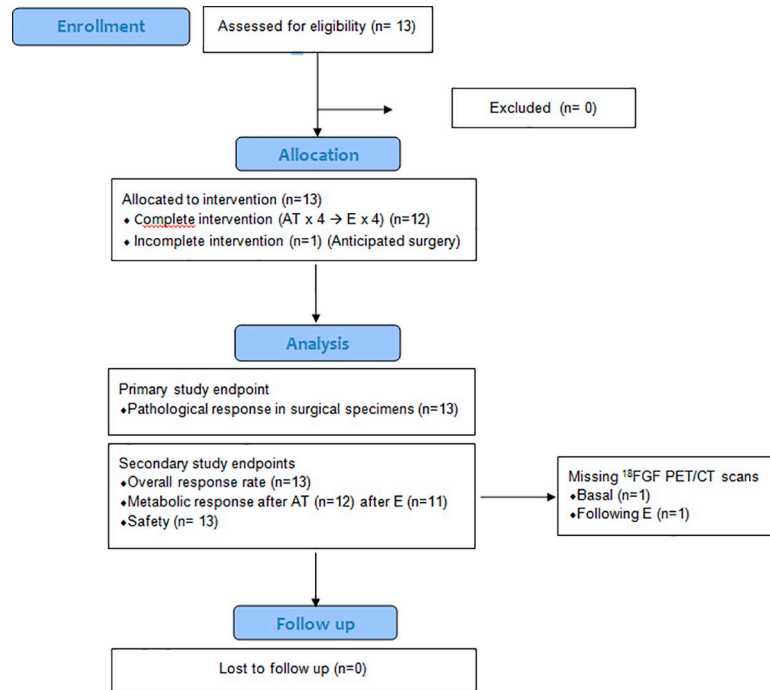 Enrollment
Assessed for eligibility (n= 13)
Excluded (n= 0)
Allocation
Allocated to intervention (n=13)
♦ Complete intervention (AT x 4 → E x 4) (n=12)
♦ Incomplete intervention (n=1) (Anticipated surgery)
Analysis
Primary study endpoint
♦Pathological response in surgical specimens (n=13)
Secondary study endpoints
♦Overall response rate (n=13)
♦Metabolic response after AT (n=12) after E (n=11)
♦Safety (n= 13)
Missing ¹⁸FGF PET/CT scans
♦Basal (n=1)
♦Following E (n=1)
Follow up
Lost to follow up (n=0)